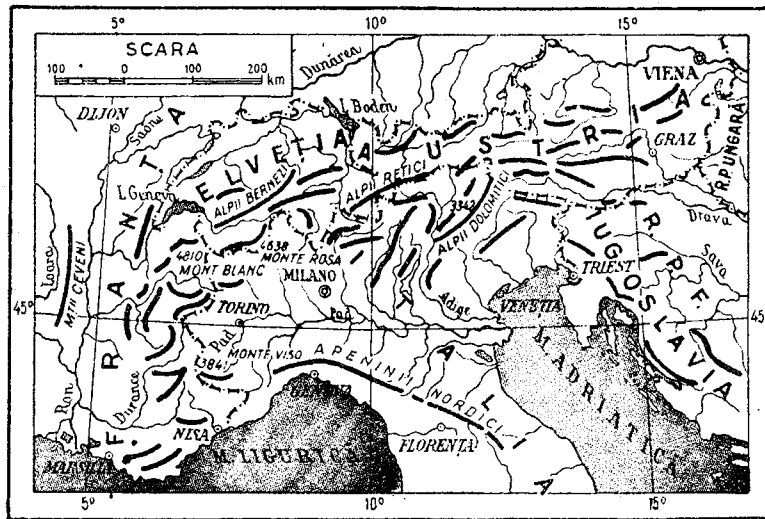 5° 10° 15°
SCARA
100 0 100 200
km
Dunărea
VIENA
DIJON
Saône
L. Boden
GRAZ
R.P. UNGARĂ
AUSTRIA
ELVETIA
L. Geneva
ALPII BERNEZI
ALPII RETICI
ALPII DOLOMITICI
3342
Drava
FRANTA
Loara
MTII CEVENI
4810
MONT BLANC
4638
MONTE ROSA
MILANO
R.P.F. IUGOSLAVIA
Sava
TRIEST
VENETIA
Adige
45° 45°
TORINO
Pad
Pad
MONTE VISO
3841
APENINII NORDICI
ITALIA
GENOVA
Durance
Ron
NISA
MARSILIA
M. LIGURICĂ
FLORENTA
M. ADRIATICĂ
5° 10° 15°